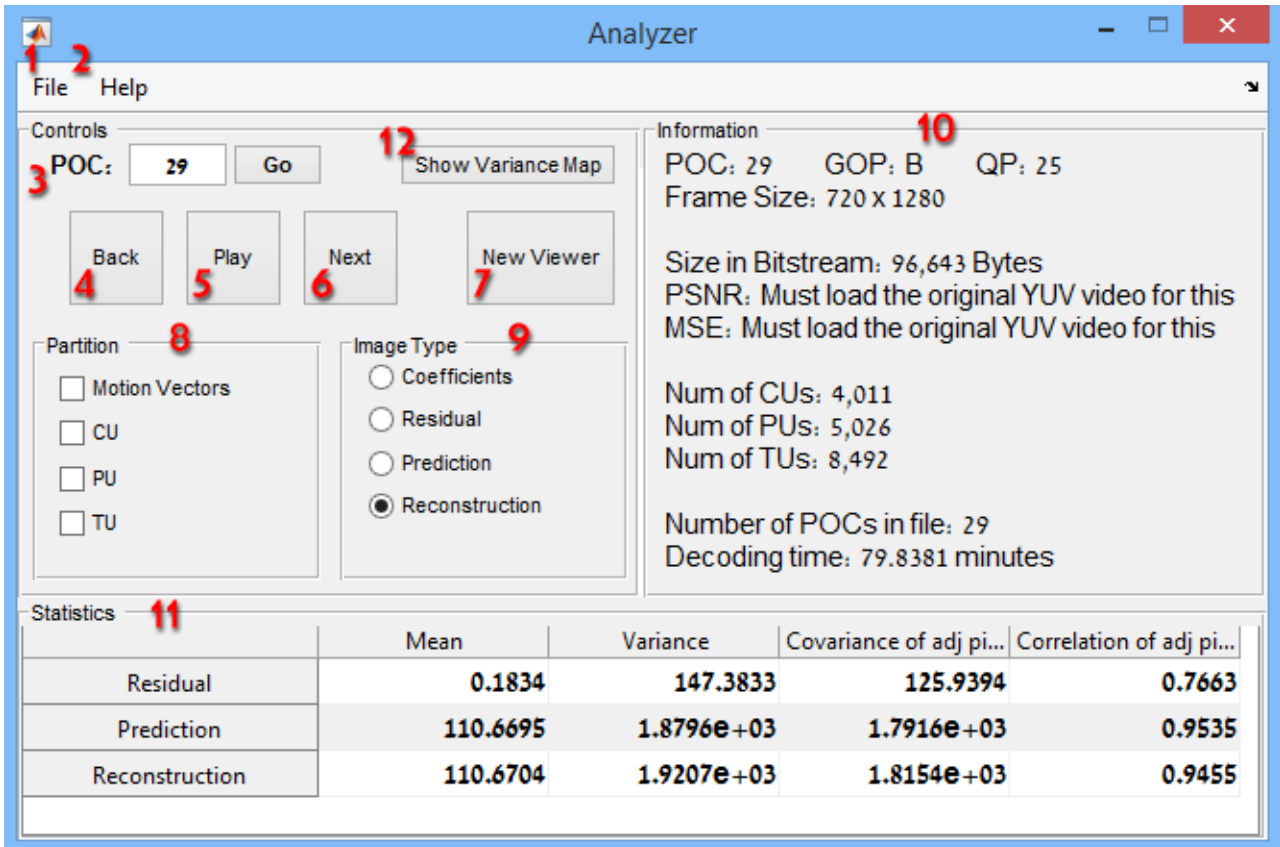 Analyzer
1 2
File Help
Controls
12
3 POC: 29 Go Show Variance Map
Back Play Next New Viewer
4 5 6 7
Partition 8
Motion Vectors
CU
PU
TU
Image Type 9
Coefficients
Residual
Prediction
Reconstruction
Information 10
POC: 29 GOP: B QP: 25
Frame Size: 720 x 1280
Size in Bitstream: 96,643 Bytes
PSNR: Must load the original YUV video for this
MSE: Must load the original YUV video for this
Num of CUs: 4,011
Num of PUs: 5,026
Num of TUs: 8,492
Number of POCs in file: 29
Decoding time: 79.8381 minutes
Statistics 11
Mean Variance Covariance of adj pi... Correlation of adj pi...
Residual 0.1834 147.3833 125.9394 0.7663
Prediction 110.6695 1.8796e+03 1.7916e+03 0.9535
Reconstruction 110.6704 1.9207e+03 1.8154e+03 0.9455